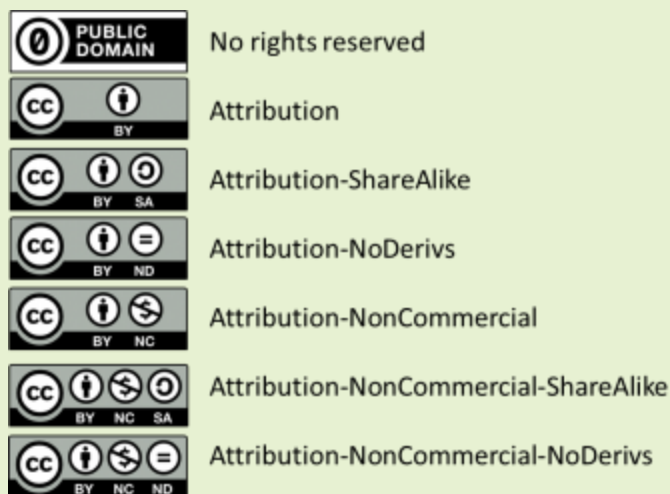 0 PUBLIC DOMAIN No rights reserved
cc BY Attribution
cc BY SA Attribution-ShareAlike
cc BY = ND Attribution-NoDerivs
cc BY $ NC Attribution-NonCommercial
cc BY $ NC SA Attribution-NonCommercial-ShareAlike
cc BY $ NC = ND Attribution-NonCommercial-NoDerivs